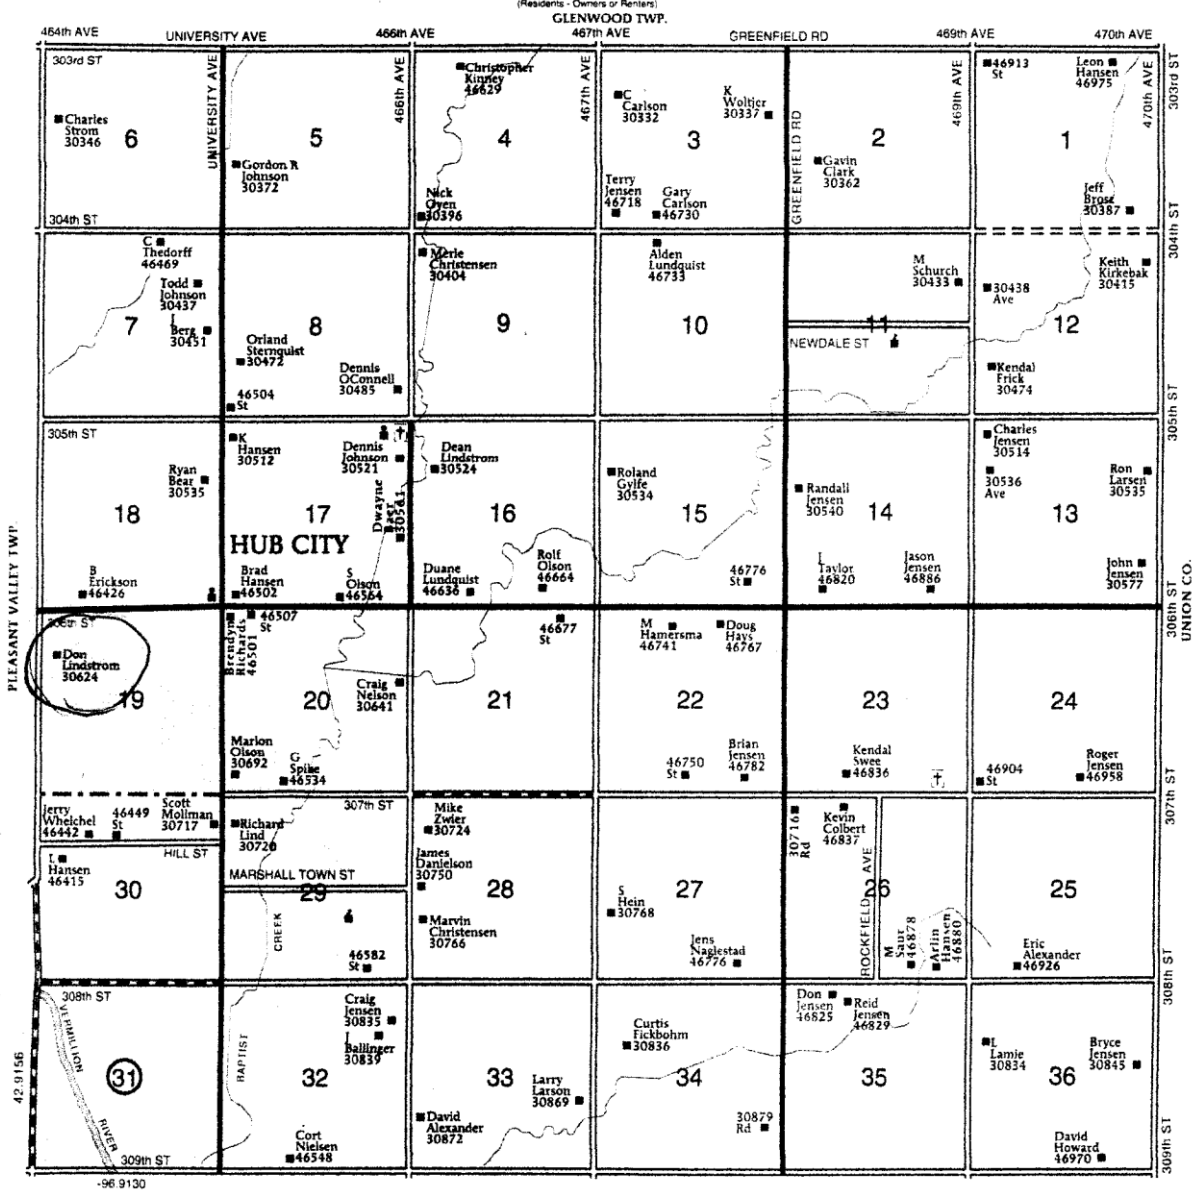 (Residents - Owners or Renters)
GLENWOOD TWP.
464th AVE
UNIVERSITY AVE
466th AVE
467th AVE
GREENFIELD RD
469th AVE
470th AVE
303rd ST
UNIVERSITY AVE
466th AVE
467th AVE
GREENFIELD RD
469th AVE
470th AVE
303rd ST
Charles
Strom
30346
6
304th ST
5
Gordon R
Johnson
30372
Christopher
Kinney
46629
4
Nick
Oyen
30396
C
Carlson
30332
K
Woltjer
30337
3
Terry
Jensen
46718
Gary
Carlson
46730
2
Gavin
Clark
30362
46913
St
Leon
Hansen
46975
1
Jeff
Brose
30387
304th ST
C
Thedorff
46469
Todd
Johnson
30437
J
Berg
30451
7
8
Orland
Sternquist
30472
46504
St
Dennis
OConnell
30485
Merle
Christensen
30404
9
Alden
Lundquist
46733
10
M
Schurch
30433
11
NEWDALE ST
30438
Ave
Keith
Kirkebak
30415
12
Kendal
Frick
30474
305th ST
305th ST
Ryan
Bear
30535
18
B
Erickson
46426
K
Hansen
30512
Dennis
Johnson
30521
Dwayne
Baer
30561
17
HUB CITY
Brad
Hansen
46502
S
Olson
46564
Dean
Lindstrom
30524
16
Duane
Lundquist
46636
Rolf
Olson
46664
Roland
Gylfe
30534
15
46776
St
Randall
Jensen
30540
14
L
Taylor
46820
Jason
Jensen
46886
Charles
Jensen
30514
30536
Ave
Ron
Larsen
30535
13
John
Jensen
30577
306th ST
PLEASANT VALLEY TWP.
UNION CO.
306th ST
Don
Lindstrom
30624
19
Brendyn
Richards
46501
46507
St
Craig
Nelson
30641
20
Marlon
Olson
30692
G
Spike
46534
46677
St
21
M
Hamersma
46741
Doug
Hays
46767
22
46750
St
Brian
Jensen
46782
23
Kendal
Swee
46836
24
46904
St
Roger
Jensen
46958
307th ST
Jerry
Whelchel
46442
46449
St
Scott
Mollman
30717
HILL ST
L
Hansen
46415
30
307th ST
Richard
Lind
30720
MARSHALL TOWN ST
29
CREEK
46582
St
Mike
Zwier
30724
James
Danielson
30750
28
Marvin
Christensen
30766
27
S
Hein
30768
Jens
Naglestad
46776
30716
Rd
Kevin
Colbert
46837
ROCKFIELD AVE
26
M
Saur
46878
Arlin
Hansen
46880
25
Eric
Alexander
46926
308th ST
308th ST
VERMILLION
RIVER
31
309th ST
42.9156
-96.9130
BAPTIST
Craig
Jensen
30835
J
Ballinger
30839
32
Cort
Nielsen
46548
33
Larry
Larson
30869
David
Alexander
30872
Curtis
Fickbohm
30836
34
30879
Rd
Don
Jensen
46825
Reid
Jensen
46829
35
L
Lamie
30834
Bryce
Jensen
30845
36
David
Howard
46970
309th ST